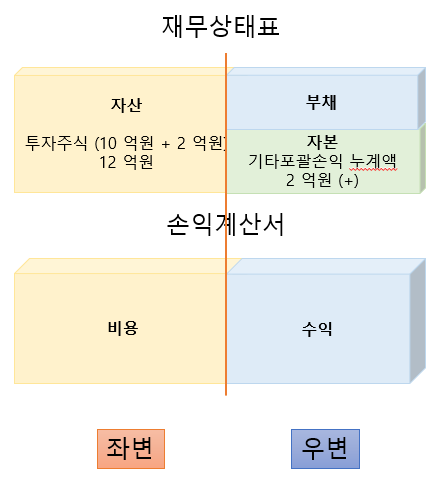 재무상태표
자산
투자주식 (10 억원 + 2 억원)
12 억원
부채
자본
기타포괄손익 누계액
2 억원 (+)
손익계산서
비용
수익
좌변
우변